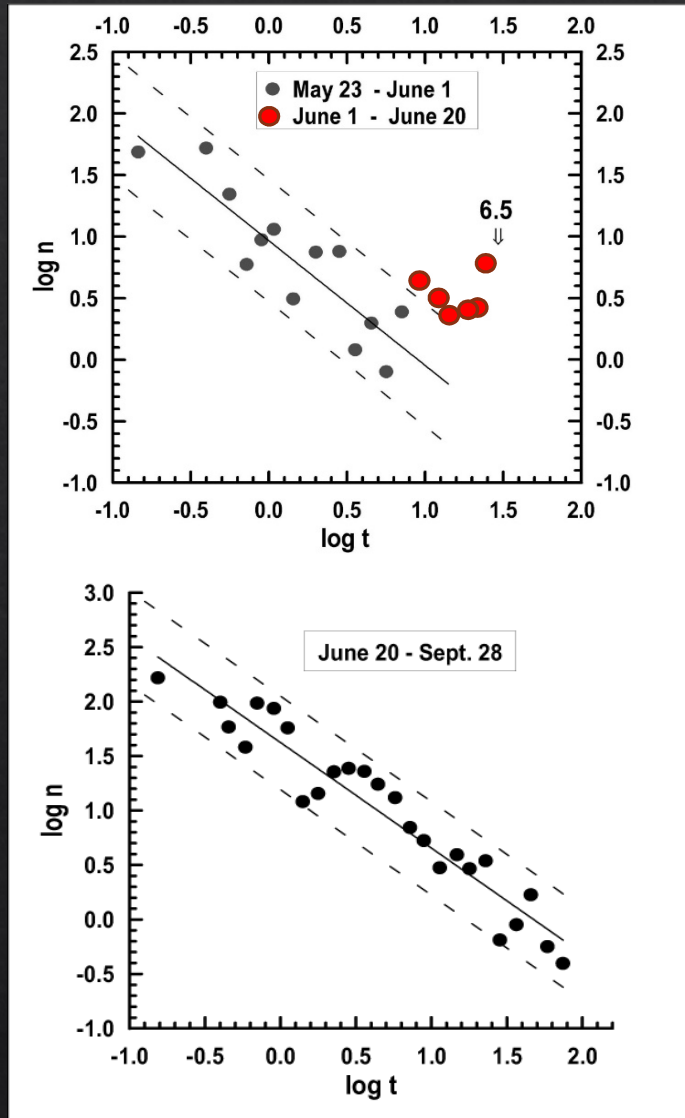 -1.0 -0.5 0.0 0.5 1.0 1.5 2.0
2.5 2.5
2.0 2.0
1.5 1.5
1.0 1.0
0.5 0.5
0.0 0.0
-0.5 -0.5
-1.0 -1.0
log n
May 23 - June 1
June 1 - June 20
6.5
⇓
-1.0 -0.5 0.0 0.5 1.0 1.5 2.0
log t
3.0
2.5
2.0
1.5
1.0
0.5
0.0
-0.5
-1.0
log n
June 20 - Sept. 28
-1.0 -0.5 0.0 0.5 1.0 1.5 2.0
log t